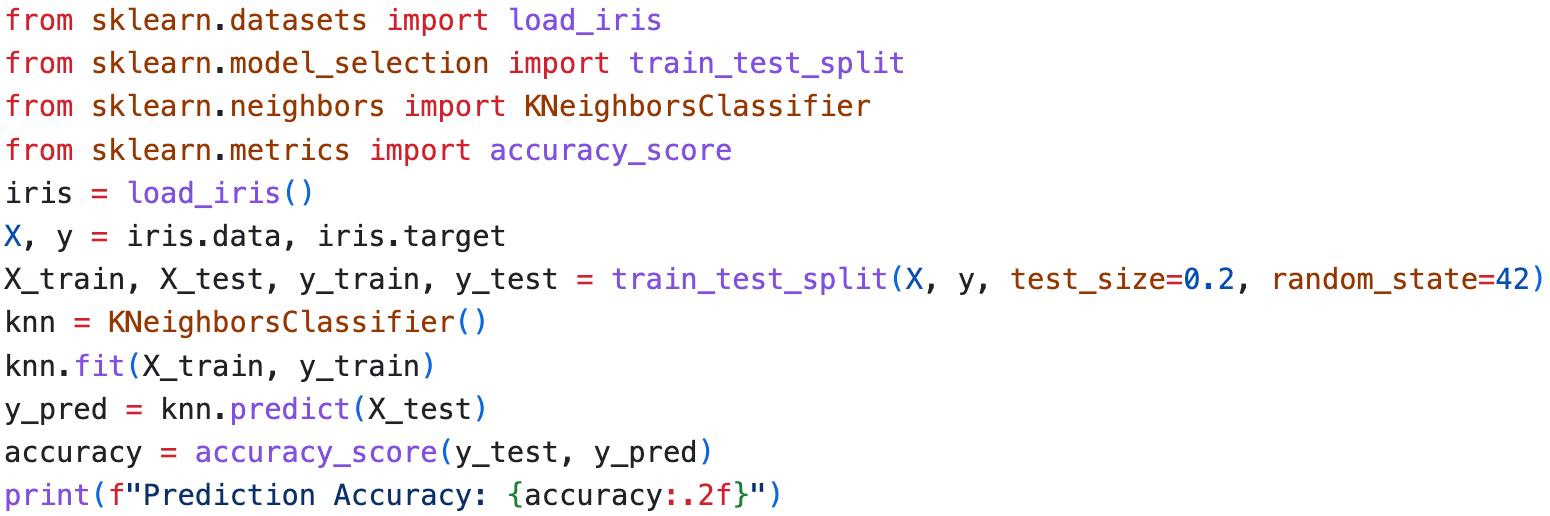 from sklearn.datasets import load_iris
from sklearn.model_selection import train_test_split
from sklearn.neighbors import KNeighborsClassifier
from sklearn.metrics import accuracy_score
iris = load_iris()
X, y = iris.data, iris.target
X_train, X_test, y_train, y_test = train_test_split(X, y, test_size=0.2, random_state=42)
knn = KNeighborsClassifier()
knn.fit(X_train, y_train)
y_pred = knn.predict(X_test)
accuracy = accuracy_score(y_test, y_pred)
print(f"Prediction Accuracy: {accuracy:.2f}")